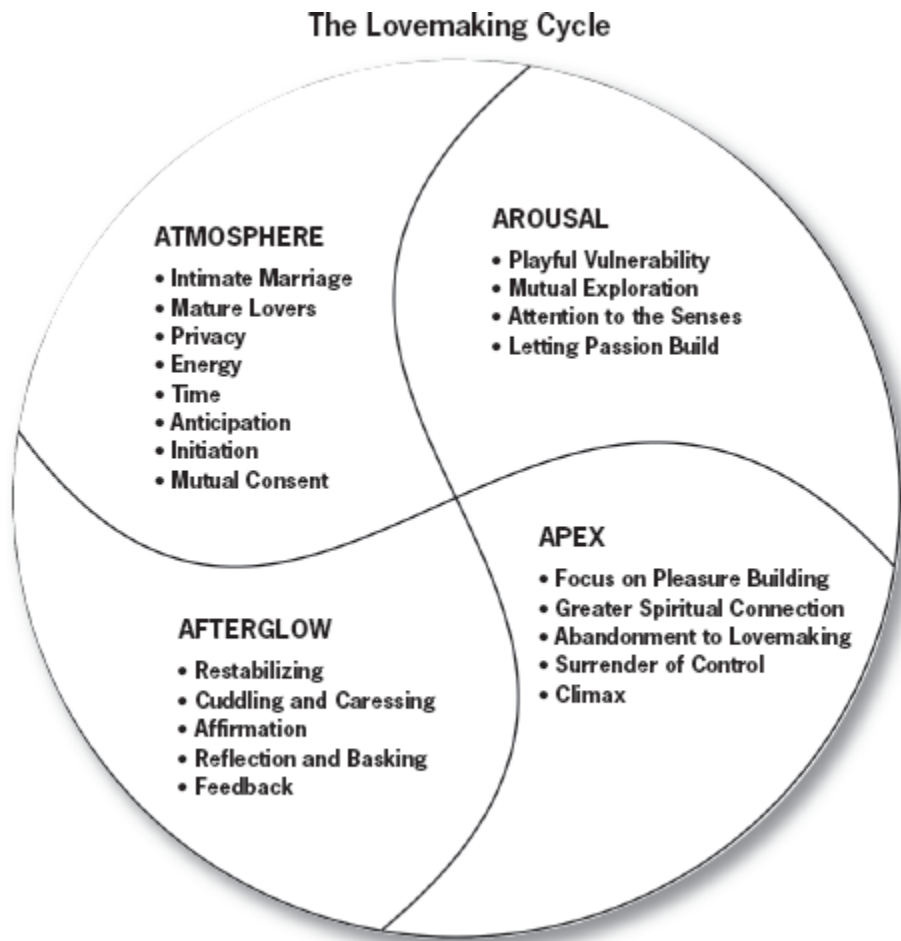 The Lovemaking Cycle
ATMOSPHERE
• Intimate Marriage
• Mature Lovers
• Privacy
• Energy
• Time
• Anticipation
• Initiation
• Mutual Consent
AROUSAL
• Playful Vulnerability
• Mutual Exploration
• Attention to the Senses
• Letting Passion Build
APEX
• Focus on Pleasure Building
• Greater Spiritual Connection
• Abandonment to Lovemaking
• Surrender of Control
• Climax
AFTERGLOW
• Restabilizing
• Cuddling and Caressing
• Affirmation
• Reflection and Basking
• Feedback